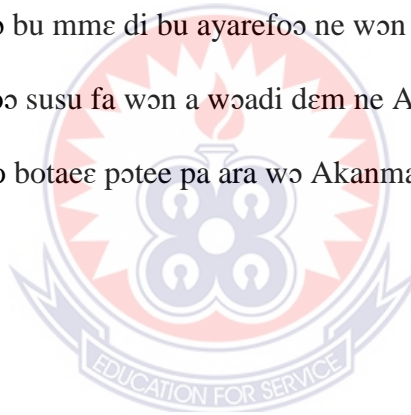 ɔ bu mmɛ di bu ayarefoɔ ne wɔn
ɔɔ susu fa wɔn a wɔadi dɛm ne A
o botaeɛ pɔtee pa ara wɔ Akanma
EDUCATION FOR SERVICE